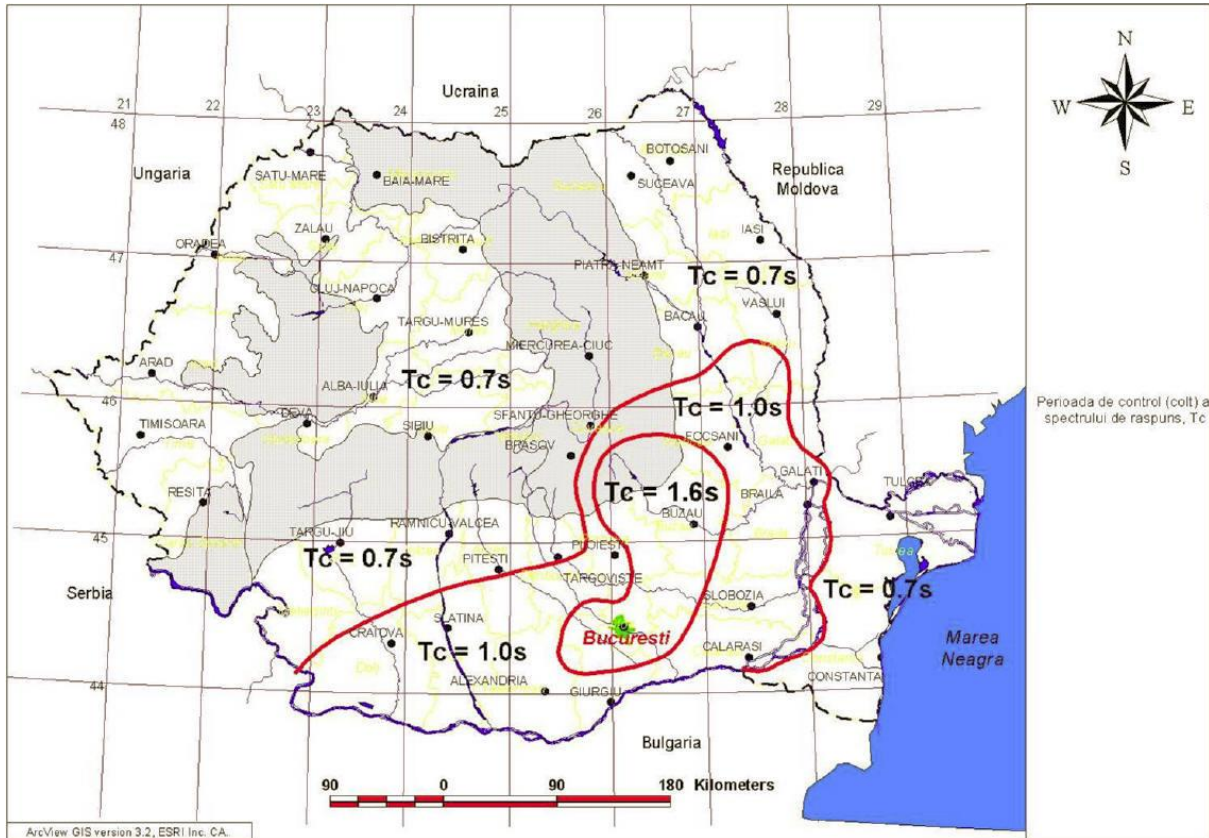 N
W E
S
21 22 23 24 25 26 27 28 29
48
Ucraina
Ungaria
Republica
Moldova
BOTOSANI
SUCEAVA
SATU-MARE
BAIA-MARE
ZALAU
BISTRITA
IASI
ORADEA
47
PIATRA-NEAMT
Tc = 0.7s
CLUJ-NAPOCA
VASLUI
TARGU-MURES
BACAU
MIERCUREA-CIUC
ARAD
Tc = 0.7s
ALBA-IULIA
46
Tc = 1.0s
Perioada de control (colt) a
spectrului de raspuns, Tc
SFANTU-GHEORGHE
DEVA
TIMISOARA
SIBIU
BRASOV
FOCSANI
GALATI
TULCEA
RESITA
Tc = 1.6s
BRAILA
BUZAU
RAMNICU-VALCEA
45
TARGU-JIU
Tc = 0.7s
PLOIESTI
PITESTI
TARGOVISTE
Serbia
Tc = 0.7s
SLOBOZIA
SLATINA
CRAIOVA
Bucuresti
Tc = 1.0s
CALARASI
Marea
Neagra
CONSTANTA
44
ALEXANDRIA
GIURGIU
Bulgaria
90 0 90 180 Kilometers
ArcView GIS version 3.2, ESRI Inc. CA.